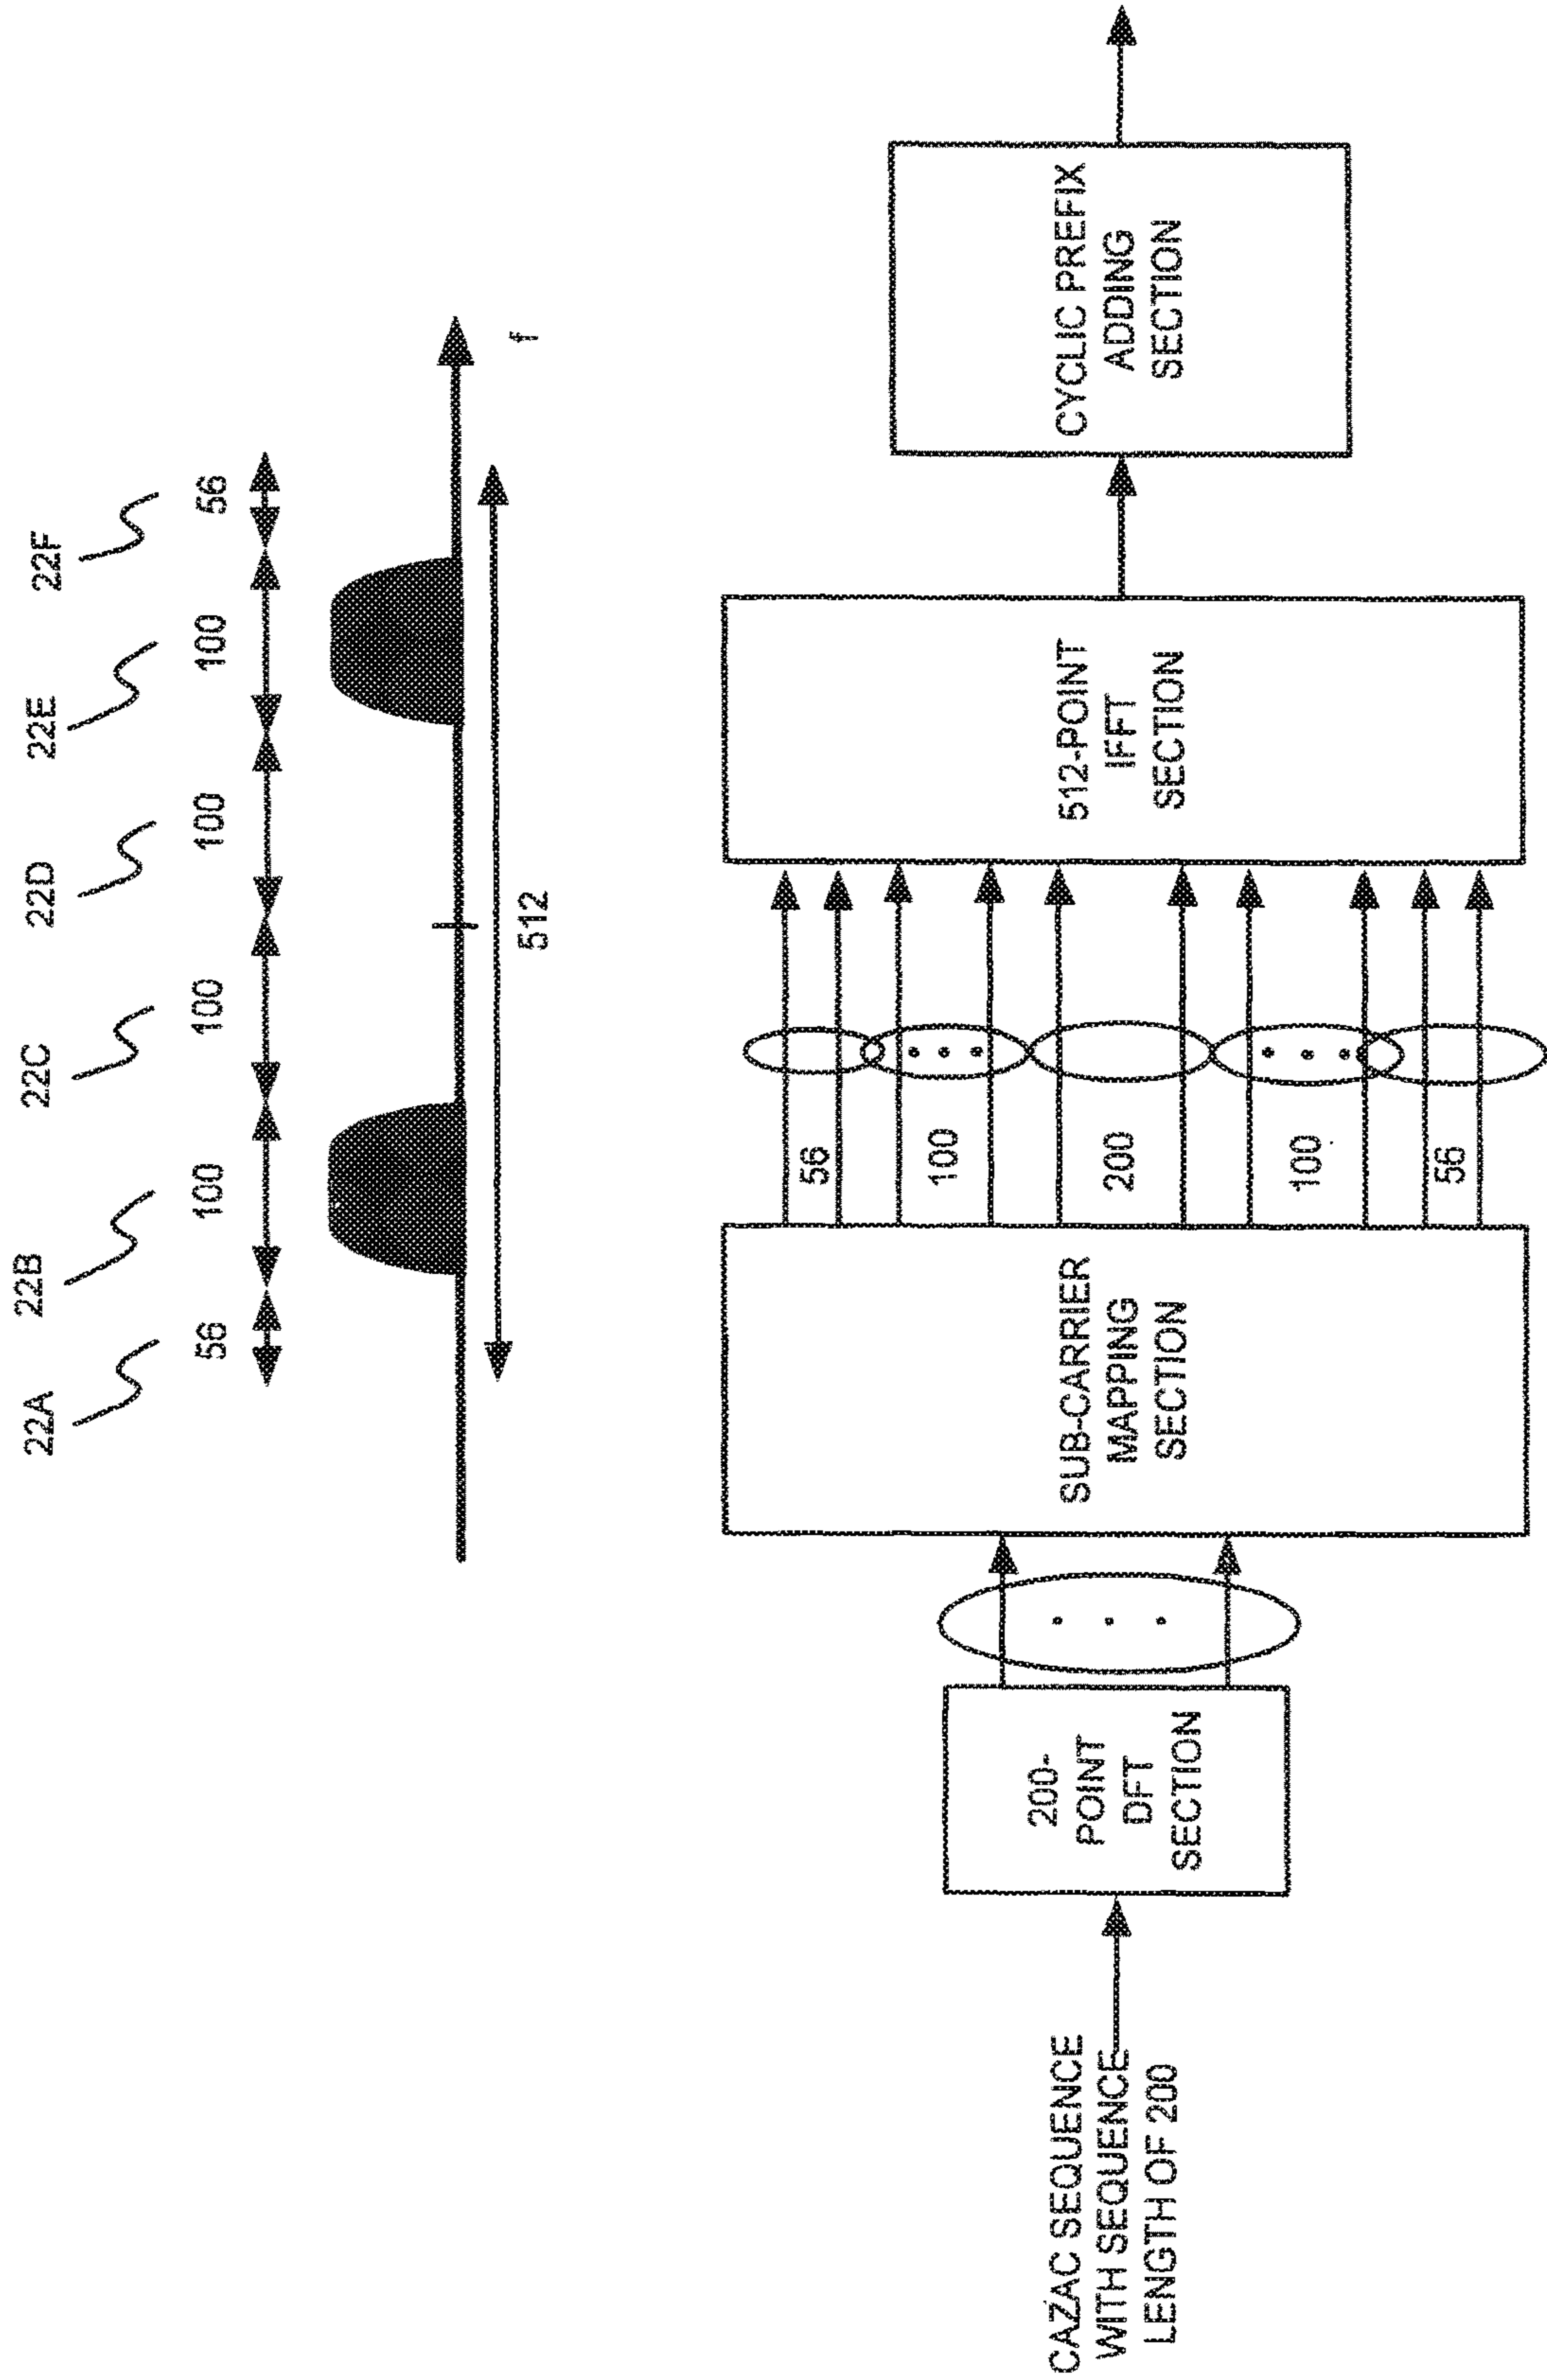 22A
22B
22C
22D
22E
22F
56
100
100
100
100
56
f
512
CAZAC SEQUENCE
WITH SEQUENCE
LENGTH OF 200
200-
POINT
DFT
SECTION
SUB-CARRIER
MAPPING
SECTION
56
100
200
100
56
512-POINT
IFFT
SECTION
CYCLIC PREFIX
ADDING
SECTION